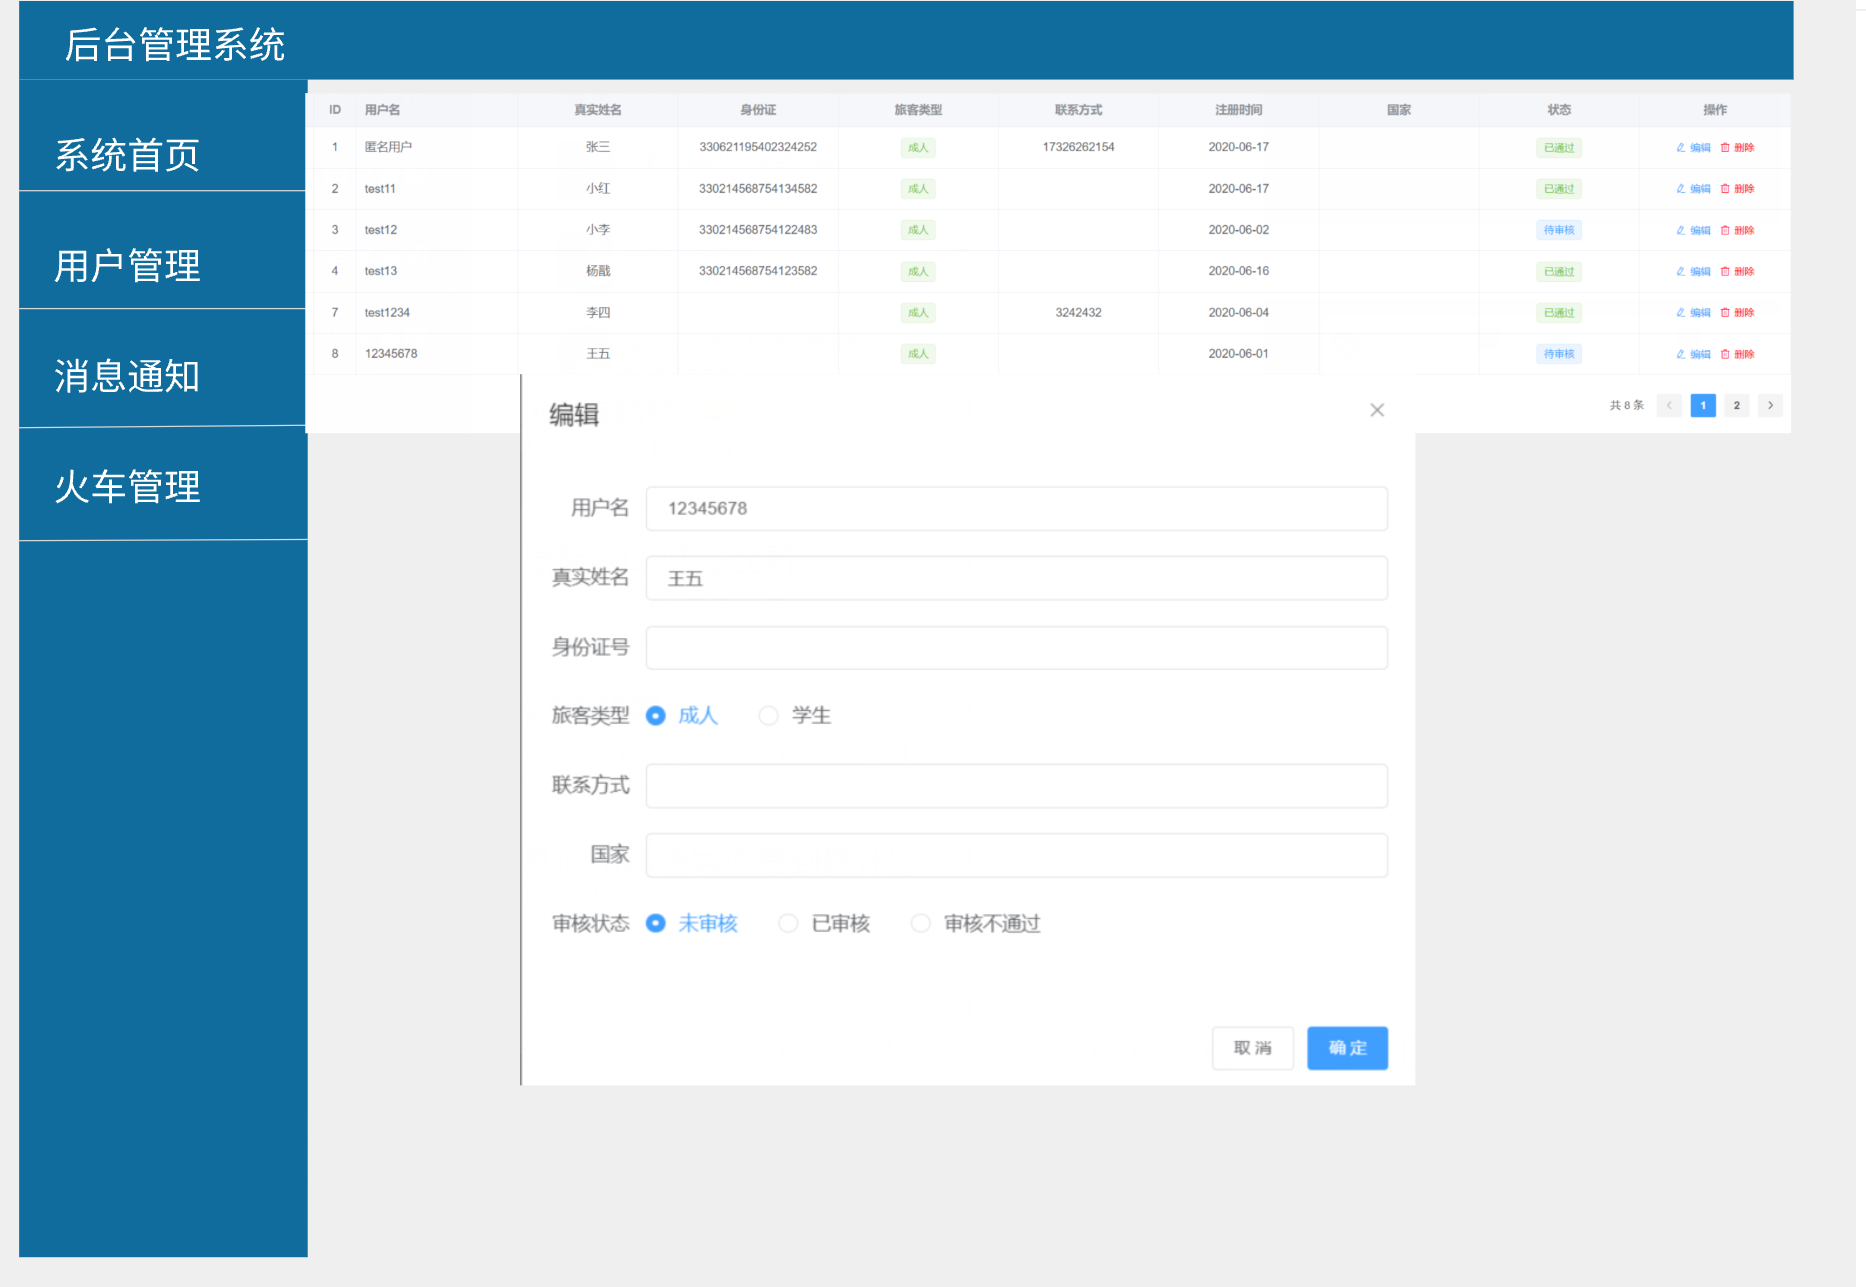 后台管理系统
系统首页
用户管理
消息通知
火车管理
ID 用户名 真实姓名 身份证 旅客类型 联系方式 注册时间 国家 状态 操作
1 匿名用户 张三 330621195402324252 成人 17326262154 2020-06-17 已通过 编辑 删除
2 test11 小红 330214568754134582 成人 2020-06-17 已通过 编辑 删除
3 test12 小李 330214568754122483 成人 2020-06-02 待审核 编辑 删除
4 test13 杨戬 330214568754123582 成人 2020-06-16 已通过 编辑 删除
7 test1234 李四 成人 3242432 2020-06-04 已通过 编辑 删除
8 12345678 王五 成人 2020-06-01 待审核 编辑 删除
共 8 条 1 2
编辑
用户名 12345678
真实姓名 王五
身份证号
旅客类型 成人 学生
联系方式
国家
审核状态 未审核 已审核 审核不通过
取 消 确 定